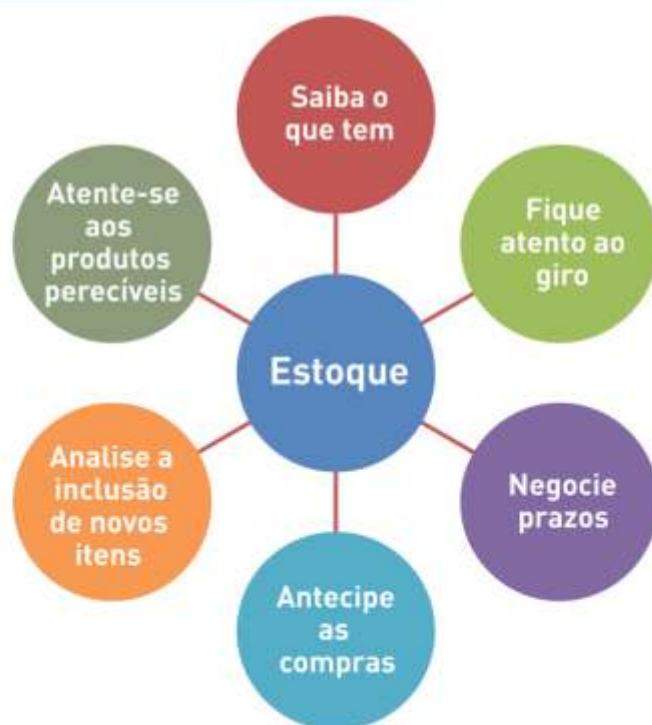 Saiba o
que tem
Fique
atento ao
giro
Negocie
prazos
Antecipe
as
compras
Analise a
inclusão
de novos
itens
Atente-se
aos
produtos
perecíveis
Estoque